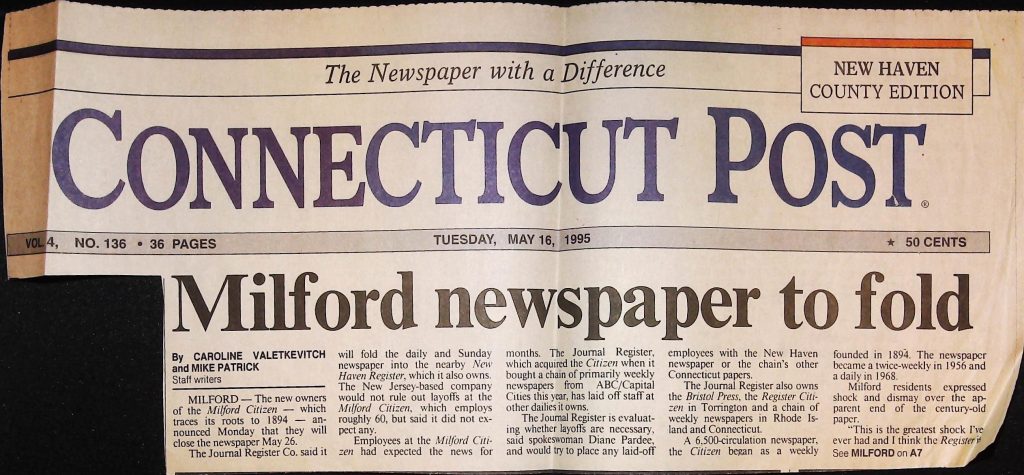 The Newspaper with a Difference
NEW HAVEN
COUNTY EDITION
CONNECTICUT POST®
VOL. 4, NO. 136 • 36 PAGES
TUESDAY, MAY 16, 1995
★ 50 CENTS
Milford newspaper to fold
By CAROLINE VALETKEVITCH
and MIKE PATRICK
Staff writers
MILFORD — The new owners
of the Milford Citizen — which
traces its roots to 1894 — an-
nounced Monday that they will
close the newspaper May 26.
The Journal Register Co. said it
will fold the daily and Sunday
newspaper into the nearby New
Haven Register, which it also owns.
The New Jersey-based company
would not rule out layoffs at the
Milford Citizen, which employs
roughly 60, but said it did not ex-
pect any.
Employees at the Milford Citi-
zen had expected the news for
months. The Journal Register,
which acquired the Citizen when it
bought a chain of primarily weekly
newspapers from ABC/Capital
Cities this year, has laid off staff at
other dailies it owns.
The Journal Register is evaluat-
ing whether layoffs are necessary,
said spokeswoman Diane Pardee,
and would try to place any laid-off
employees with the New Haven
newspaper or the chain's other
Connecticut papers.
The Journal Register also owns
the Bristol Press, the Register Citi-
zen in Torrington and a chain of
weekly newspapers in Rhode Is-
land and Connecticut.
A 6,500-circulation newspaper,
the Citizen began as a weekly
founded in 1894. The newspaper
became a twice-weekly in 1956 and
a daily in 1968.
Milford residents expressed
shock and dismay over the ap-
parent end of the century-old
paper.
"This is the greatest shock I've
ever had and I think the Register
See MILFORD on A7